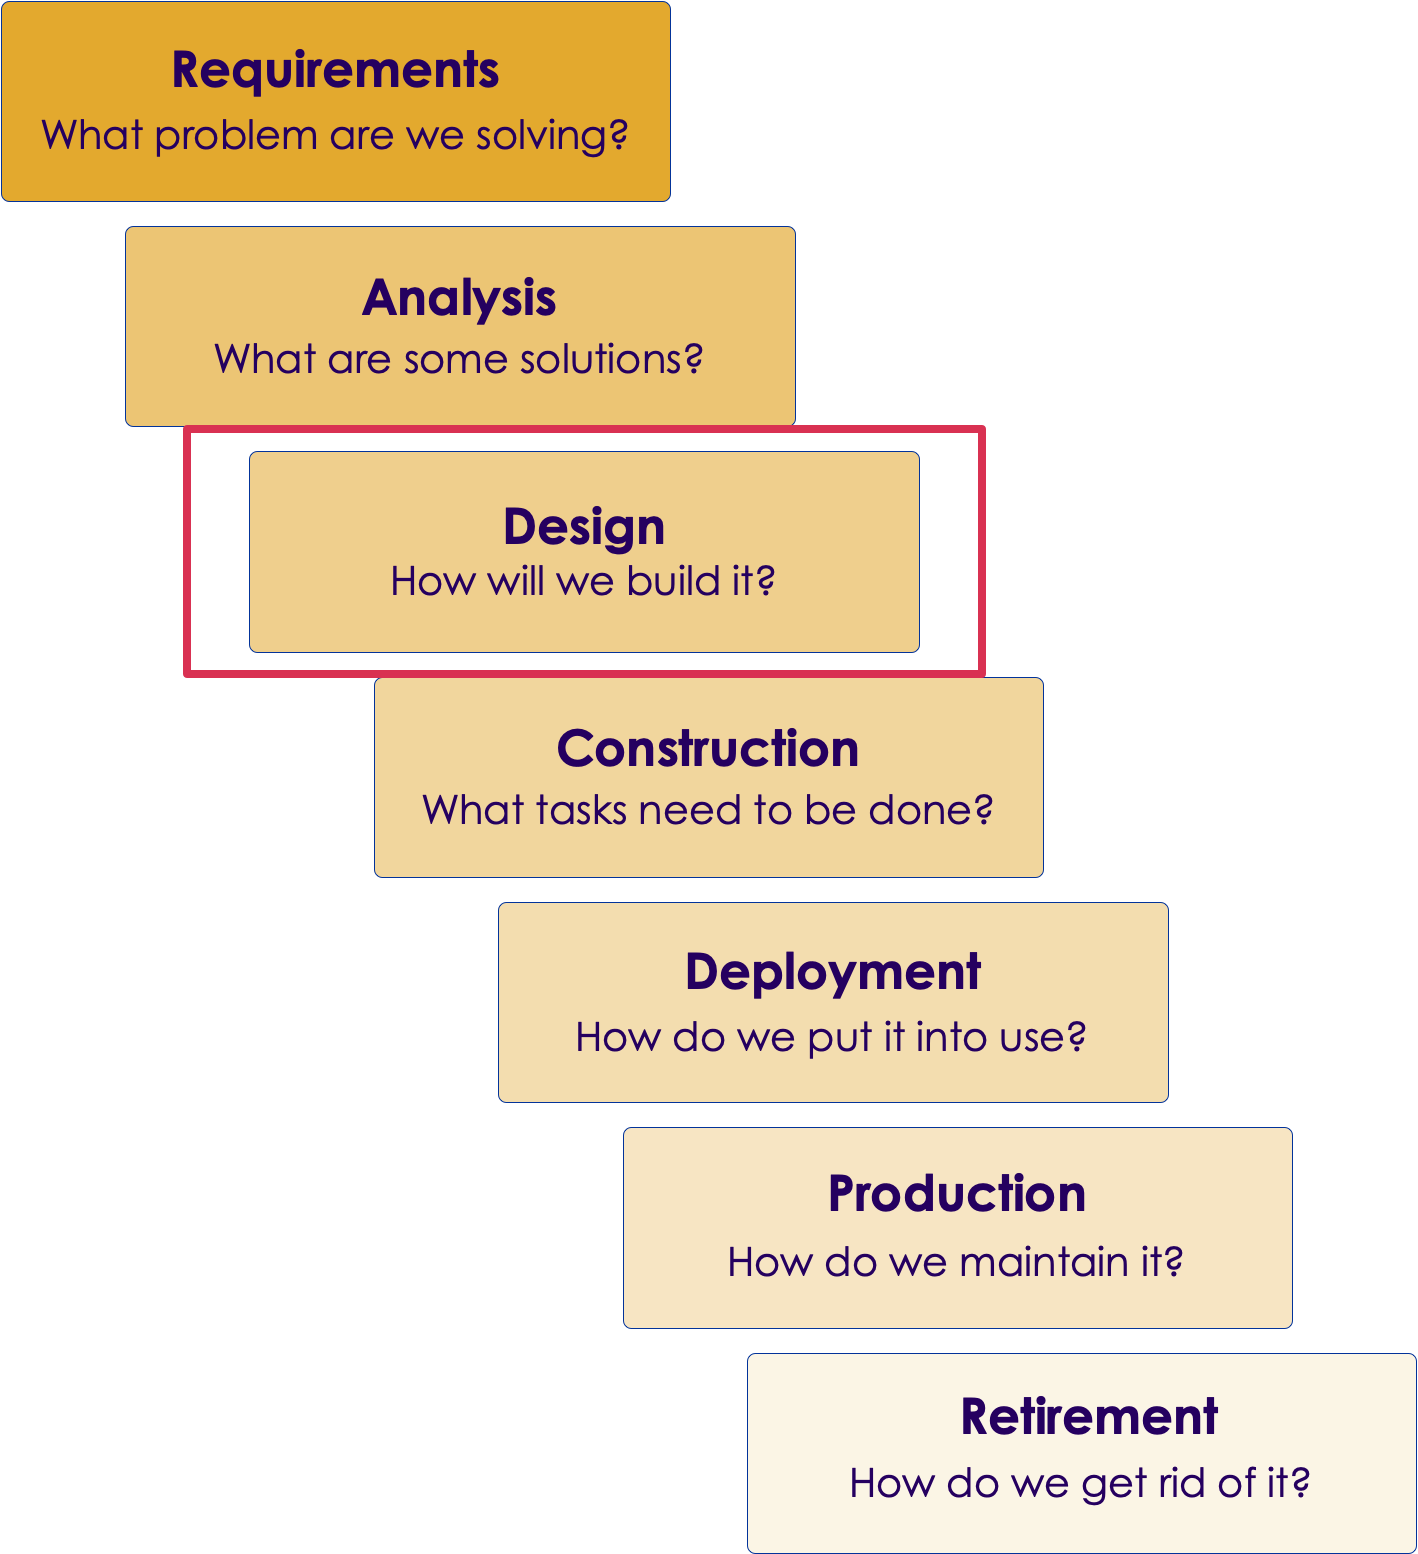 Requirements
What problem are we solving?
Analysis
What are some solutions?
Design
How will we build it?
Construction
What tasks need to be done?
Deployment
How do we put it into use?
Production
How do we maintain it?
Retirement
How do we get rid of it?